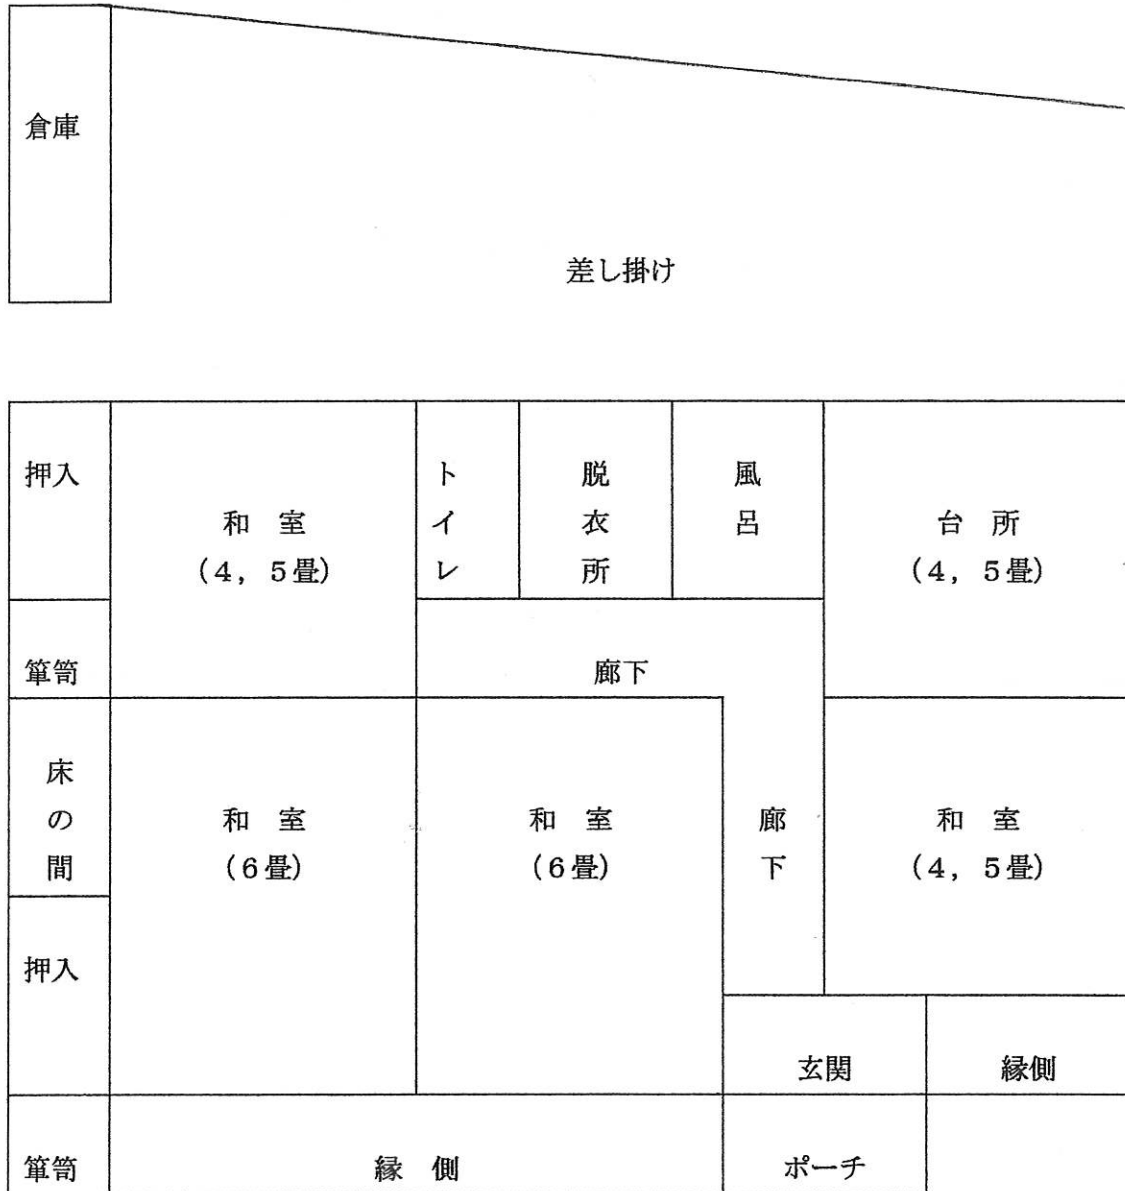 倉庫
差し掛け
押入
和 室
(4, 5畳)
トイレ
脱衣所
風呂
台 所
(4, 5畳)
箪笥
廊下
床の間
和 室
(6畳)
和 室
(6畳)
廊下
和 室
(4, 5畳)
押入
玄関
縁側
箪笥
縁 側
ポーチ